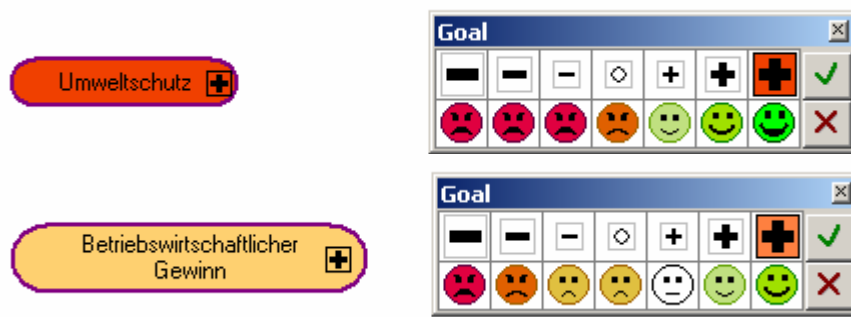 Goal
Umweltschutz
Goal
Betriebswirtschaftlicher
Gewinn